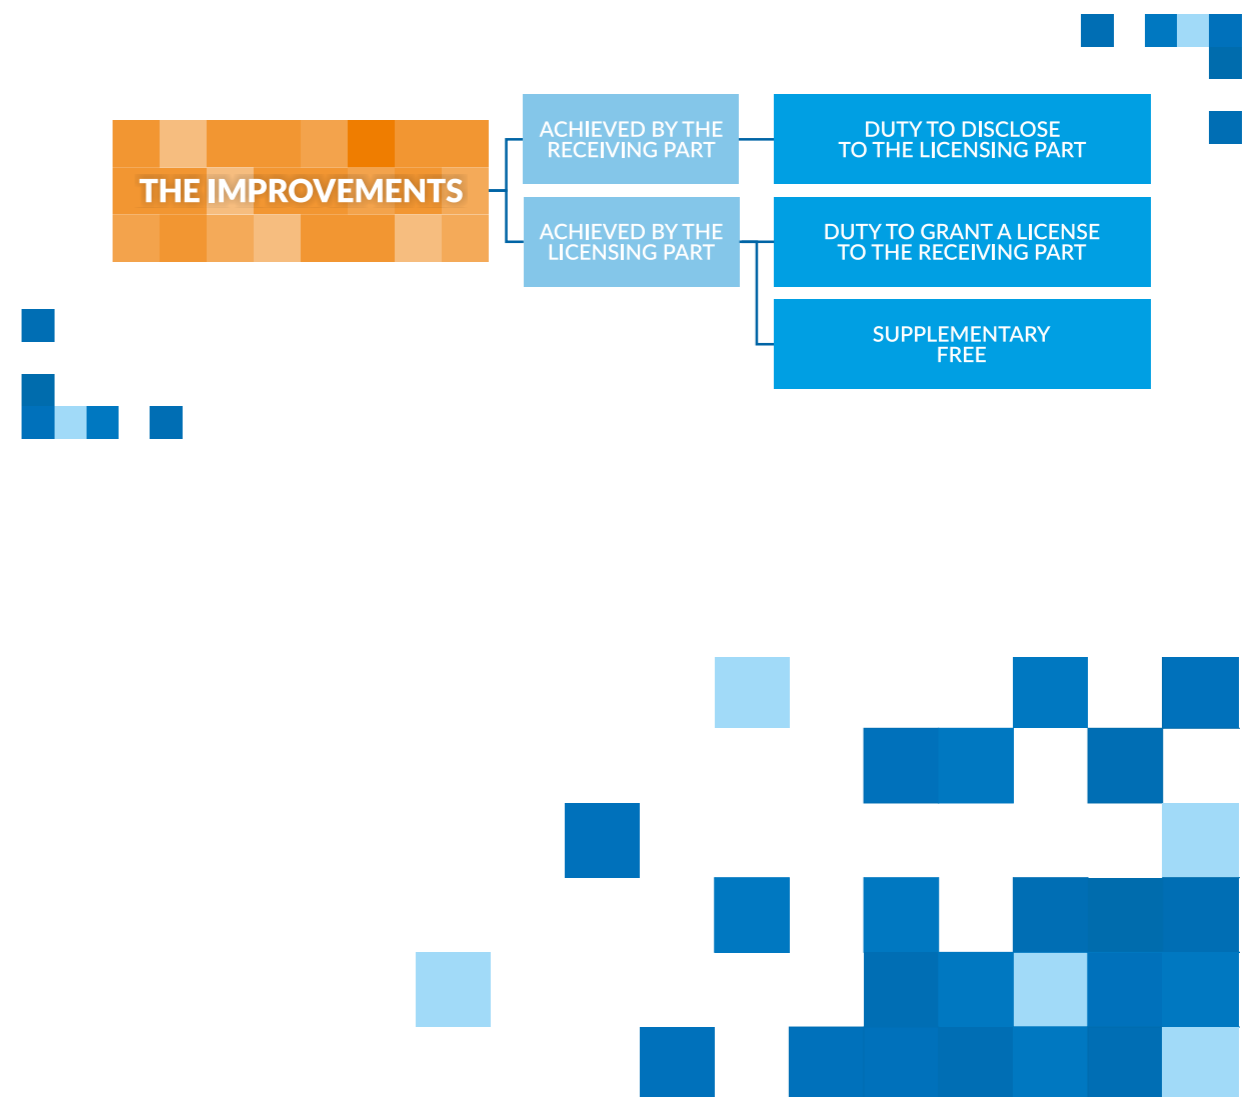 THE IMPROVEMENTS
ACHIEVED BY THE
RECEIVING PART
DUTY TO DISCLOSE
TO THE LICENSING PART
ACHIEVED BY THE
LICENSING PART
DUTY TO GRANT A LICENSE
TO THE RECEIVING PART
SUPPLEMENTARY
FREE